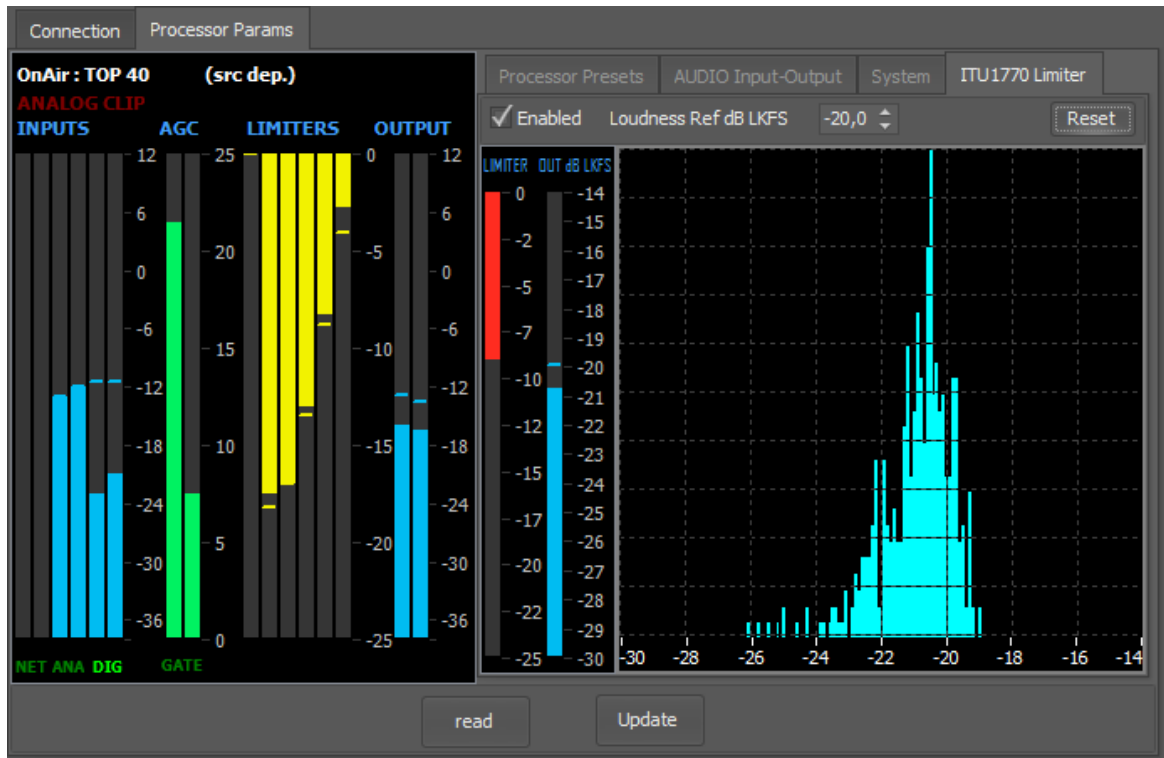 Connection Processor Params
OnAir : TOP 40 (src dep.)
ANALOG CLIP
INPUTS AGC LIMITERS OUTPUT
12 25 0 12
6
20 -5 6
0 0
-6 15 -10 -6
-12 -12
-18 10 -15 -18
-24 -24
5 -20
-30 -30
-36 -36
0 -25
NET ANA DIG GATE
Processor Presets AUDIO Input-Output System ITU1770 Limiter
Enabled Loudness Ref dB LKFS -20,0 Reset
LIMITER OUT dB LKFS
0 -14
-15
-2 -16
-5 -17
-18
-7 -19
-10 -20
-21
-12 -22
-23
-15 -24
-17 -25
-26
-20 -27
-28
-22 -29
-25 -30
-30 -28 -26 -24 -22 -20 -18 -16 -14
read Update